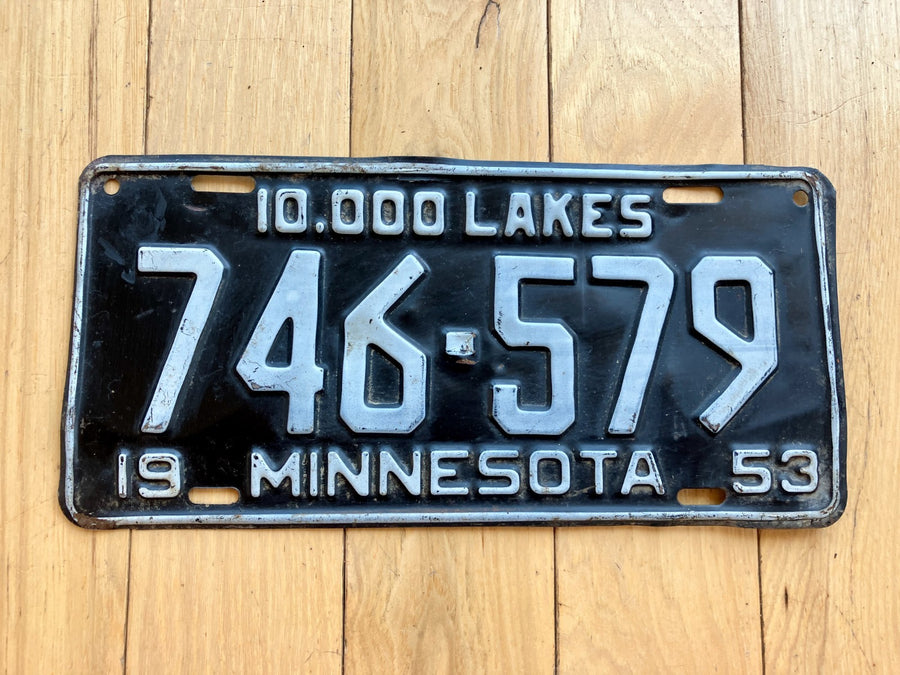 10.000 LAKES
746-579
19 MINNESOTA 53